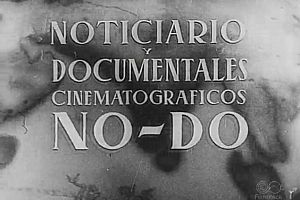 NOTICIARIO
Y
DOCUMENTALES
CINEMATOGRAFICOS
NO-DO